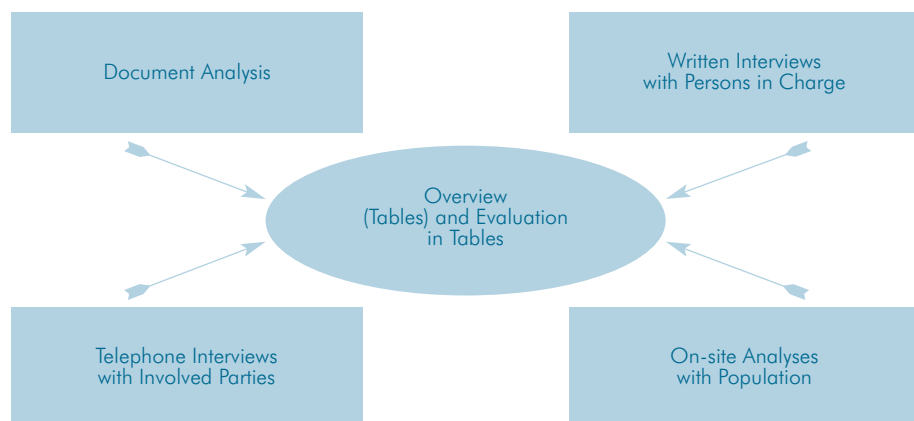 Document Analysis
Written Interviews
with Persons in Charge
Overview
(Tables) and Evaluation
in Tables
Telephone Interviews
with Involved Parties
On-site Analyses
with Population